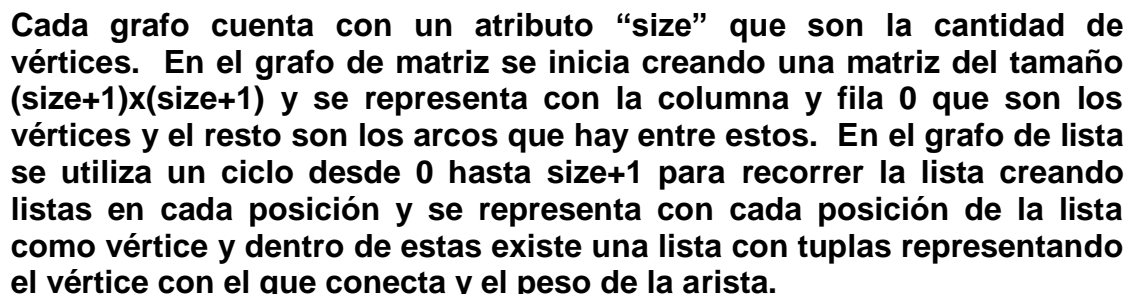 Cada grafo cuenta con un atributo “size” que son la cantidad de
vértices. En el grafo de matriz se inicia creando una matriz del tamaño
(size+1)x(size+1) y se representa con la columna y fila 0 que son los
vértices y el resto son los arcos que hay entre estos. En el grafo de lista
se utiliza un ciclo desde 0 hasta size+1 para recorrer la lista creando
listas en cada posición y se representa con cada posición de la lista
como vértice y dentro de estas existe una lista con tuplas representando
el vértice con el que conecta y el peso de la arista.